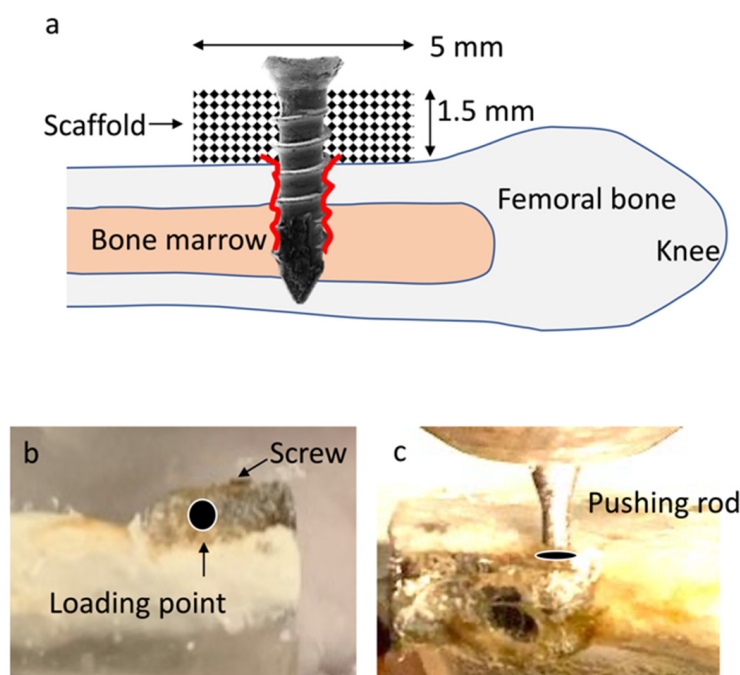 a
5 mm
1.5 mm
Scaffold
Femoral bone
Bone marrow
Knee
b
Screw
Loading point
c
Pushing rod